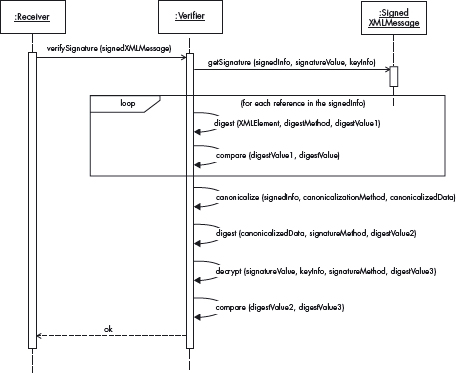 :Receiver
:Verifier
:Signed
XMLMessage
verifySignature (signedXMLMessage)
getSignature (signedInfo, signatureValue, keyInfo)
loop
(for each reference in the signedInfo)
digest (XMLElement, digestMethod, digestValue1)
compare (digestValue1, digestValue)
canonicalize (signedInfo, canonicalizationMethod, canonicalizedData)
digest (canonicalizedData, signatureMethod, digestValue2)
decrypt (signatureValue, keyInfo, signatureMethod, digestValue3)
compare (digestValue2, digestValue3)
ok